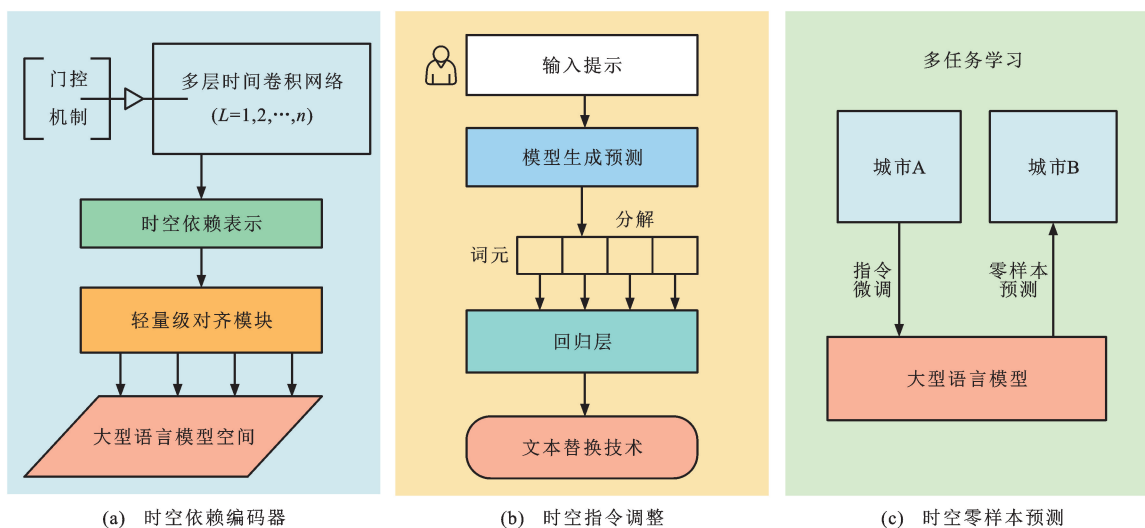 门控
机制
多层时间卷积网络
(L=1,2,⋯,n)
时空依赖表示
轻量级对齐模块
大型语言模型空间
(a) 时空依赖编码器
输入提示
模型生成预测
分解
词元
回归层
文本替换技术
(b) 时空指令调整
多任务学习
城市A
城市B
指令
微调
零样本
预测
大型语言模型
(c) 时空零样本预测